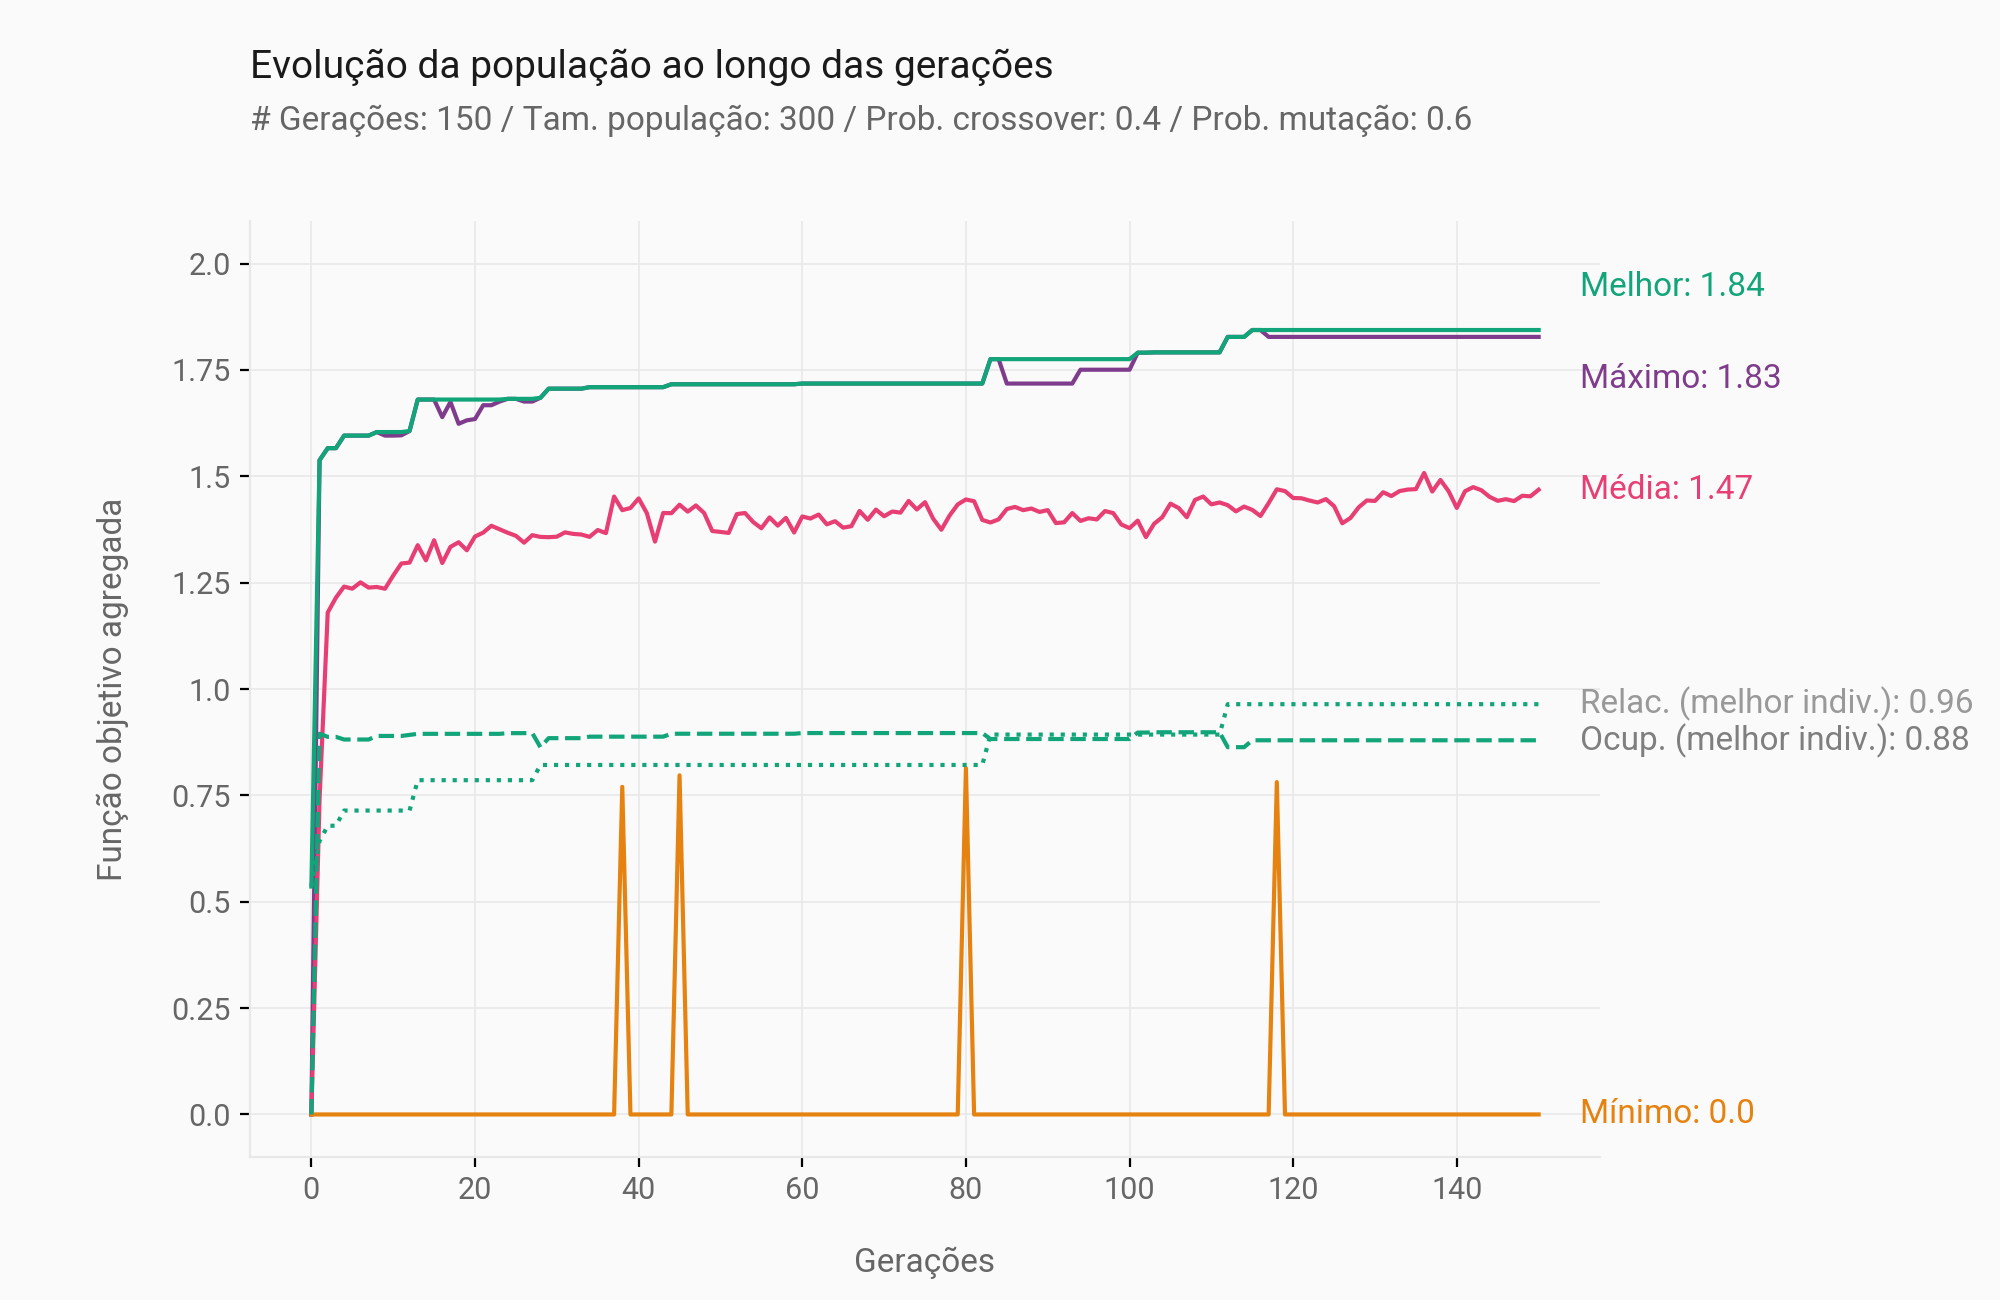 Evolução da população ao longo das gerações
# Gerações: 150 / Tam. população: 300 / Prob. crossover: 0.4 / Prob. mutação: 0.6
Função objetivo agregada
2.0
1.75
1.5
1.25
1.0
0.75
0.5
0.25
0.0
Melhor: 1.84
Máximo: 1.83
Média: 1.47
Relac. (melhor indiv.): 0.96
Ocup. (melhor indiv.): 0.88
Mínimo: 0.0
0 20 40 60 80 100 120 140
Gerações